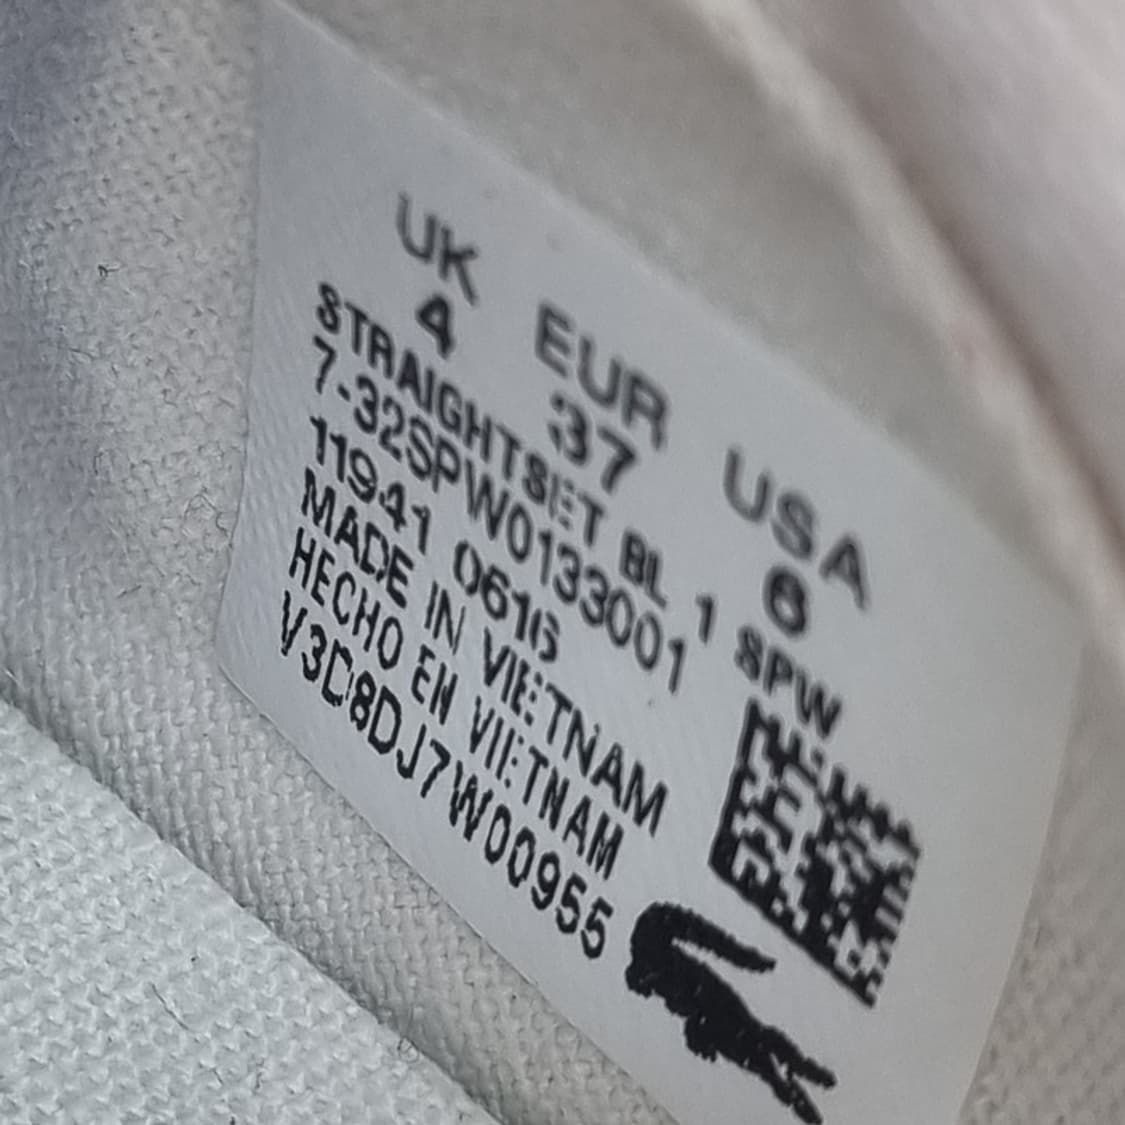 UK EUR USA
4 37 6
STRAIGHTSET BL 1 SPW
7-32SPW0133001
11941 0616
MADE IN VIETNAM
HECHO EN VIETNAM
V3D8DJ7W00955